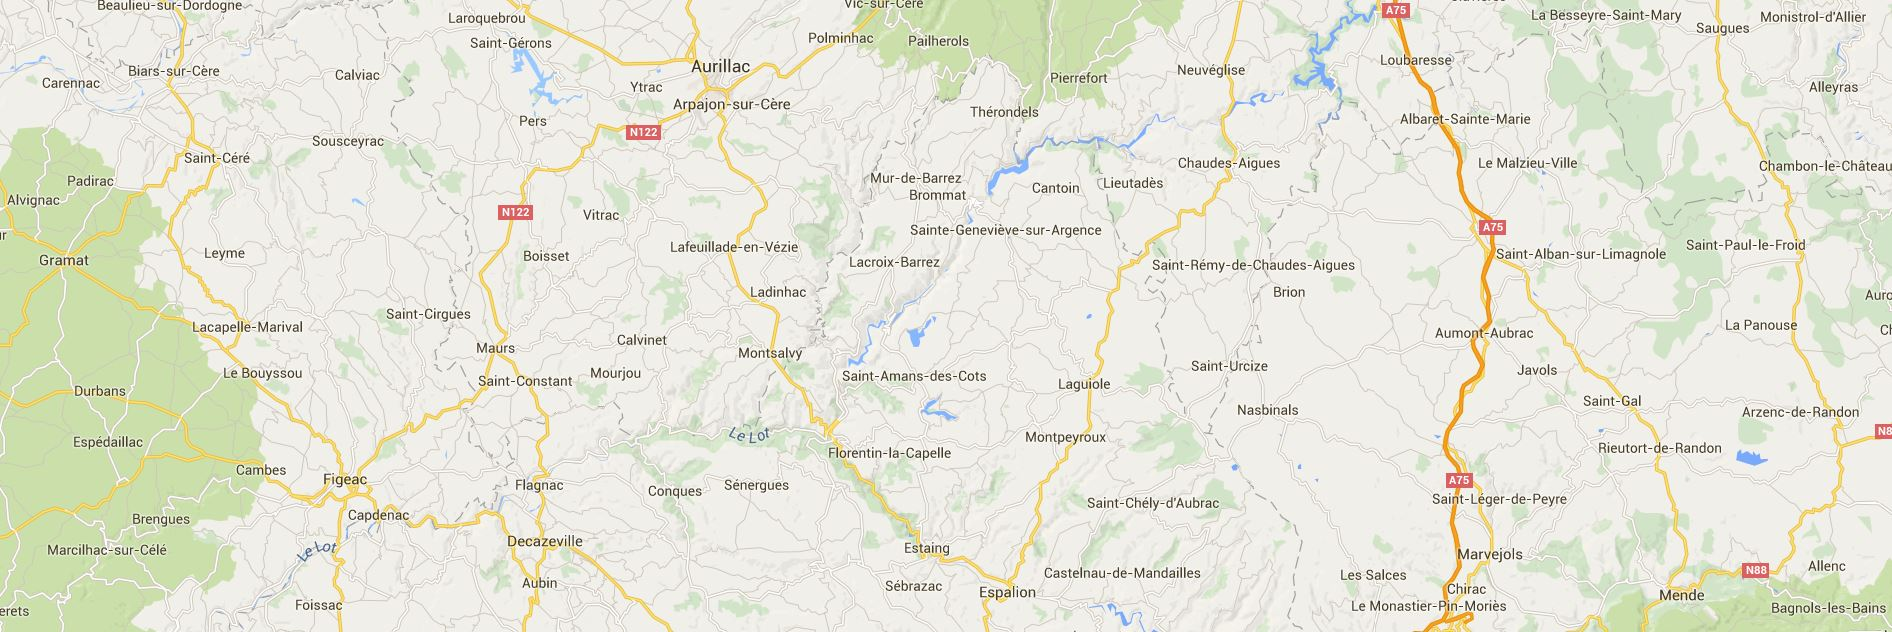 Beaulieu-sur-Dordogne
Laroquebrou
Vic-sur-Cère
A75
La Besseyre-Saint-Mary
Monistrol-d'Allier
Saugues
Saint-Gérons
Polminhac
Pailherols
Loubaresse
Aurillac
Neuvéglise
Biars-sur-Cère
Calviac
Pierrefort
Carennac
Ytrac
Alleyras
Arpajon-sur-Cère
Thérondels
Pers
N122
Albaret-Sainte-Marie
Sousceyrac
Saint-Céré
Chaudes-Aigues
Le Malzieu-Ville
Chambon-le-Château
Padirac
Mur-de-Barrez
Brommat
Cantoin
Lieutadès
Alvignac
N122
Vitrac
Sainte-Geneviève-sur-Argence
A75
Gramat
Leyme
Boisset
Lafeuillade-en-Vézie
Lacroix-Barrez
Saint-Rémy-de-Chaudes-Aigues
Saint-Alban-sur-Limagnole
Saint-Paul-le-Froid
Ladinhac
Brion
Auro
Saint-Cirgues
Lacapelle-Marival
Calvinet
Aumont-Aubrac
La Panouse
Ch
Maurs
Montsalvy
Le Bouyssou
Saint-Constant
Mourjou
Saint-Amans-des-Cots
Laguiole
Saint-Urcize
Javols
Durbans
Saint-Gal
Nasbinals
Arzenc-de-Randon
Espédaillac
Le Lot
Montpeyroux
N8
Florentin-la-Capelle
Rieutort-de-Randon
Cambes
Figeac
Flagnac
Conques
Sénergues
A75
Saint-Chély-d'Aubrac
Saint-Léger-de-Peyre
Brengues
Capdenac
Marcilhac-sur-Célé
Le Lot
Decazeville
Estaing
Marvejols
Aubin
Sébrazac
Espalion
Castelnau-de-Mandailles
Les Salces
Chirac
N88
Allenc
Mende
Foissac
Le Monastier-Pin-Moriès
Bagnols-les-Bains
erets